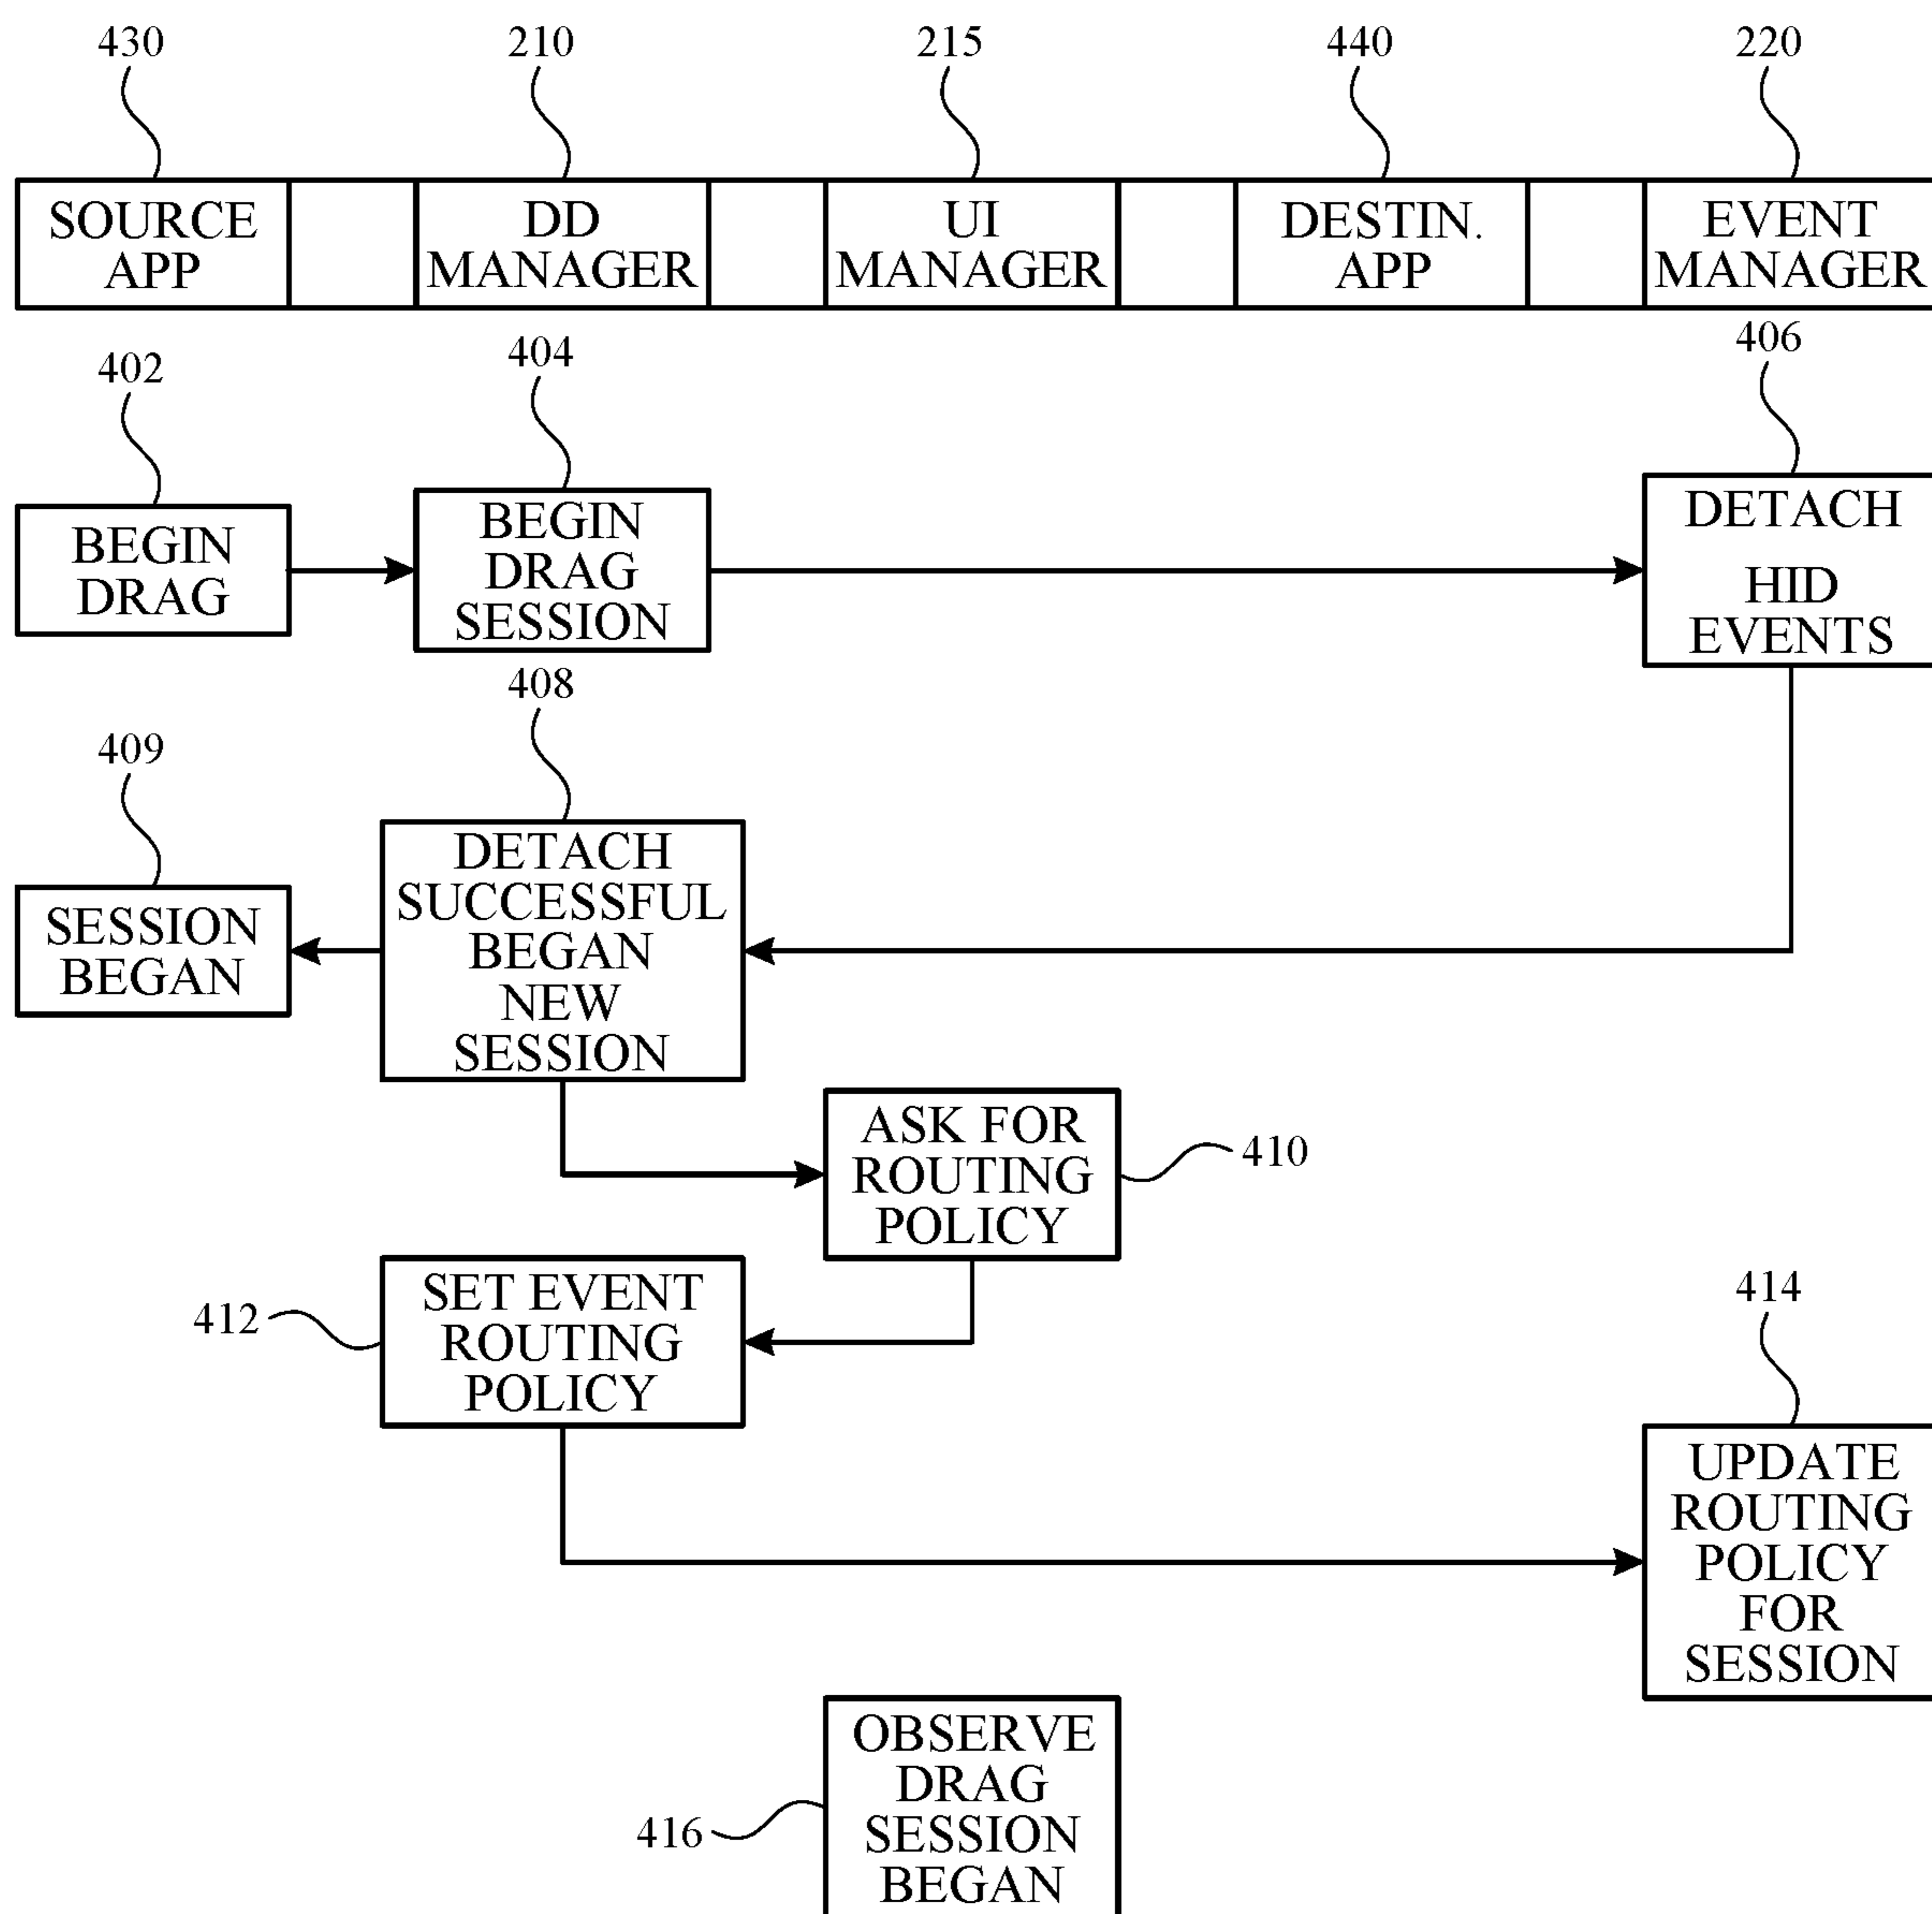 430
210
215
440
220
SOURCE
APP
DD
MANAGER
UI
MANAGER
DESTIN.
APP
EVENT
MANAGER
402
404
406
BEGIN
DRAG
BEGIN
DRAG
SESSION
DETACH
HID
EVENTS
408
409
DETACH
SUCCESSFUL
BEGAN
NEW
SESSION
SESSION
BEGAN
ASK FOR
ROUTING
POLICY
410
412
SET EVENT
ROUTING
POLICY
414
UPDATE
ROUTING
POLICY
FOR
SESSION
416
OBSERVE
DRAG
SESSION
BEGAN